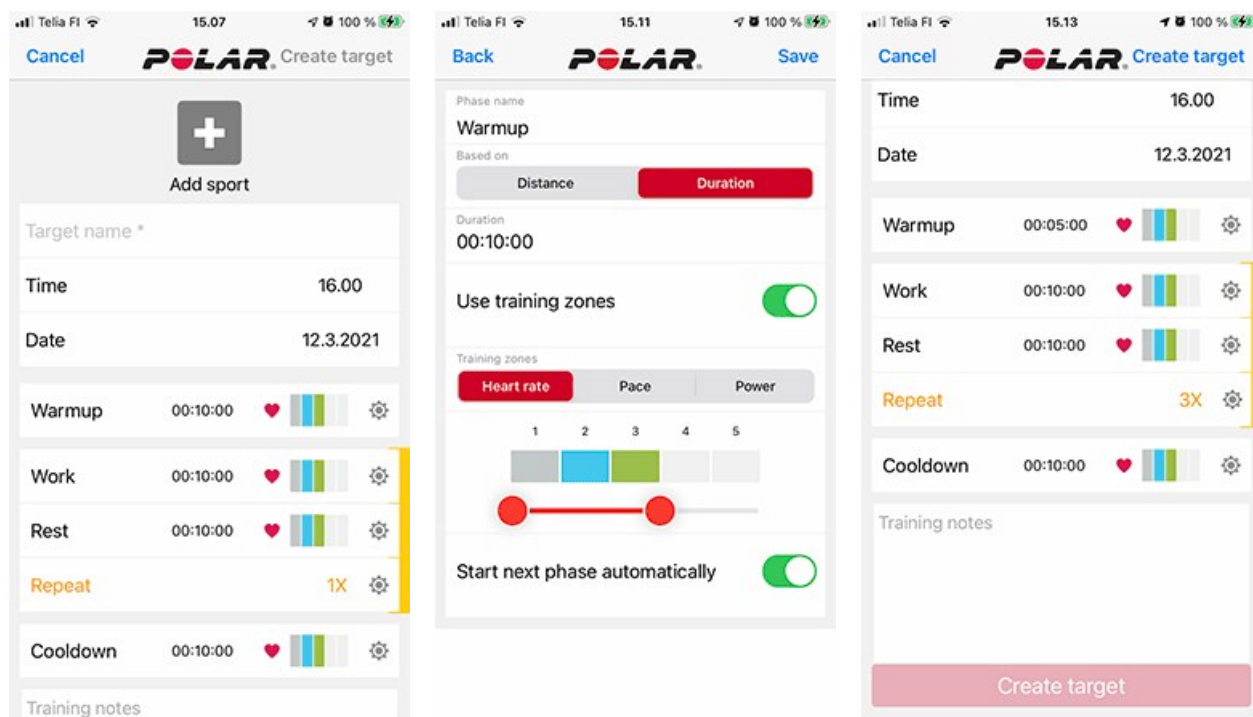 Telia FI 15.07 100 %
Cancel POLAR. Create target
Add sport
Target name *
Time 16.00
Date 12.3.2021
Warmup 00:10:00
Work 00:10:00
Rest 00:10:00
Repeat 1X
Cooldown 00:10:00
Training notes
Telia FI 15.11 100 %
Back POLAR. Save
Phase name
Warmup
Based on
Distance Duration
Duration
00:10:00
Use training zones
Training zones
Heart rate Pace Power
1 2 3 4 5
Start next phase automatically
Telia FI 15.13 100 %
Cancel POLAR. Create target
Time 16.00
Date 12.3.2021
Warmup 00:05:00
Work 00:10:00
Rest 00:10:00
Repeat 3X
Cooldown 00:10:00
Training notes
Create target